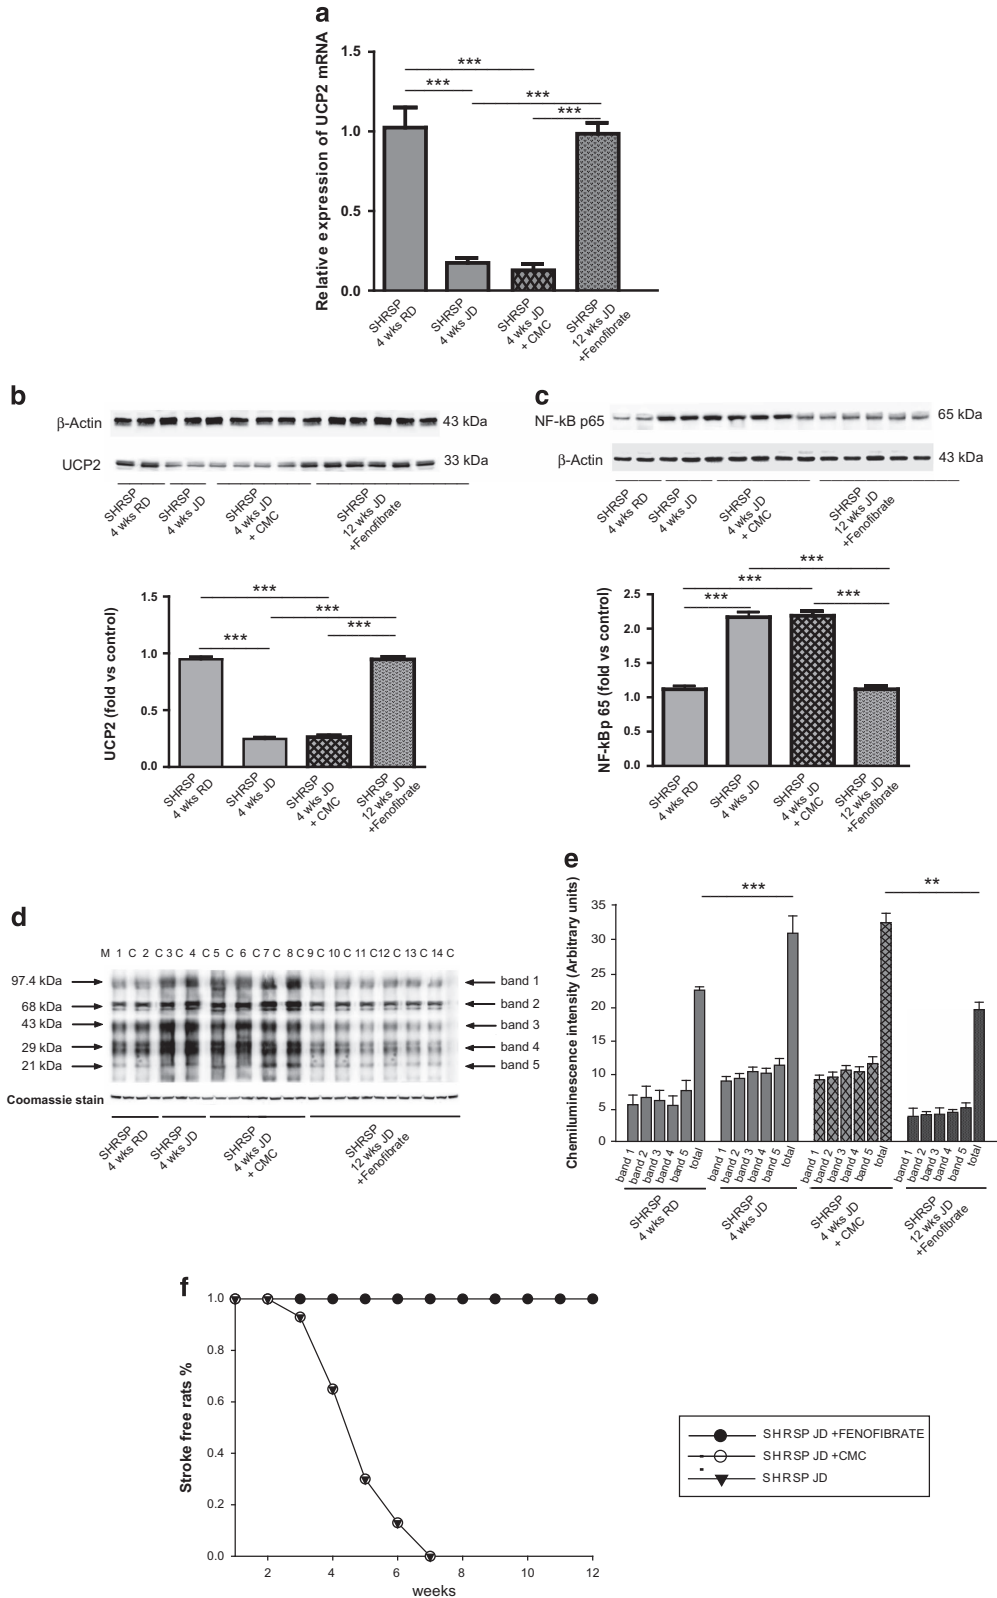 a
Relative expression of UCP2 mRNA
1.5
1.0
0.5
0.0
***
***
***
***
SHRSP
4 wks RD
SHRSP
4 wks JD
SHRSP
4 wks JD
+ CMC
SHRSP
12 wks JD
+Fenofibrate
b
β-Actin
43 kDa
UCP2
33 kDa
SHRSP
4 wks RD
SHRSP
4 wks JD
SHRSP
4 wks JD
+ CMC
SHRSP
12 wks JD
+Fenofibrate
UCP2 (fold vs control)
1.5
1.0
0.5
0.0
***
***
***
***
SHRSP
4 wks RD
SHRSP
4 wks JD
SHRSP
4 wks JD
+ CMC
SHRSP
12 wks JD
+Fenofibrate
c
NF-kB p65
65 kDa
β-Actin
43 kDa
SHRSP
4 wks RD
SHRSP
4 wks JD
SHRSP
4 wks JD
+ CMC
SHRSP
12 wks JD
+Fenofibrate
NF-kB p 65 (fold vs control)
2.5
2.0
1.5
1.0
0.5
0.0
***
***
***
***
SHRSP
4 wks RD
SHRSP
4 wks JD
SHRSP
4 wks JD
+ CMC
SHRSP
12 wks JD
+Fenofibrate
d
M 1 C 2 C 3 C 4 C 5 C 6 C 7 C 8 C 9 C 10 C 11 C 12 C 13 C 14 C
97.4 kDa
68 kDa
43 kDa
29 kDa
21 kDa
band 1
band 2
band 3
band 4
band 5
Coomassie stain
SHRSP
4 wks RD
SHRSP
4 wks JD
SHRSP
4 wks JD
+ CMC
SHRSP
12 wks JD
+Fenofibrate
e
Chemiluminescence intensity (Arbitrary units)
35
30
25
20
15
10
5
0
***
**
band 1
band 2
band 3
band 4
band 5
total
band 1
band 2
band 3
band 4
band 5
total
band 1
band 2
band 3
band 4
band 5
total
band 1
band 2
band 3
band 4
band 5
total
SHRSP
4 wks RD
SHRSP
4 wks JD
SHRSP
4 wks JD
+ CMC
SHRSP
12 wks JD
+Fenofibrate
f
Stroke free rats %
1.0
0.8
0.6
0.4
0.2
0.0
2 4 6 8 10 12
weeks
SHRSP JD +FENOFIBRATE
SHRSP JD +CMC
SHRSP JD